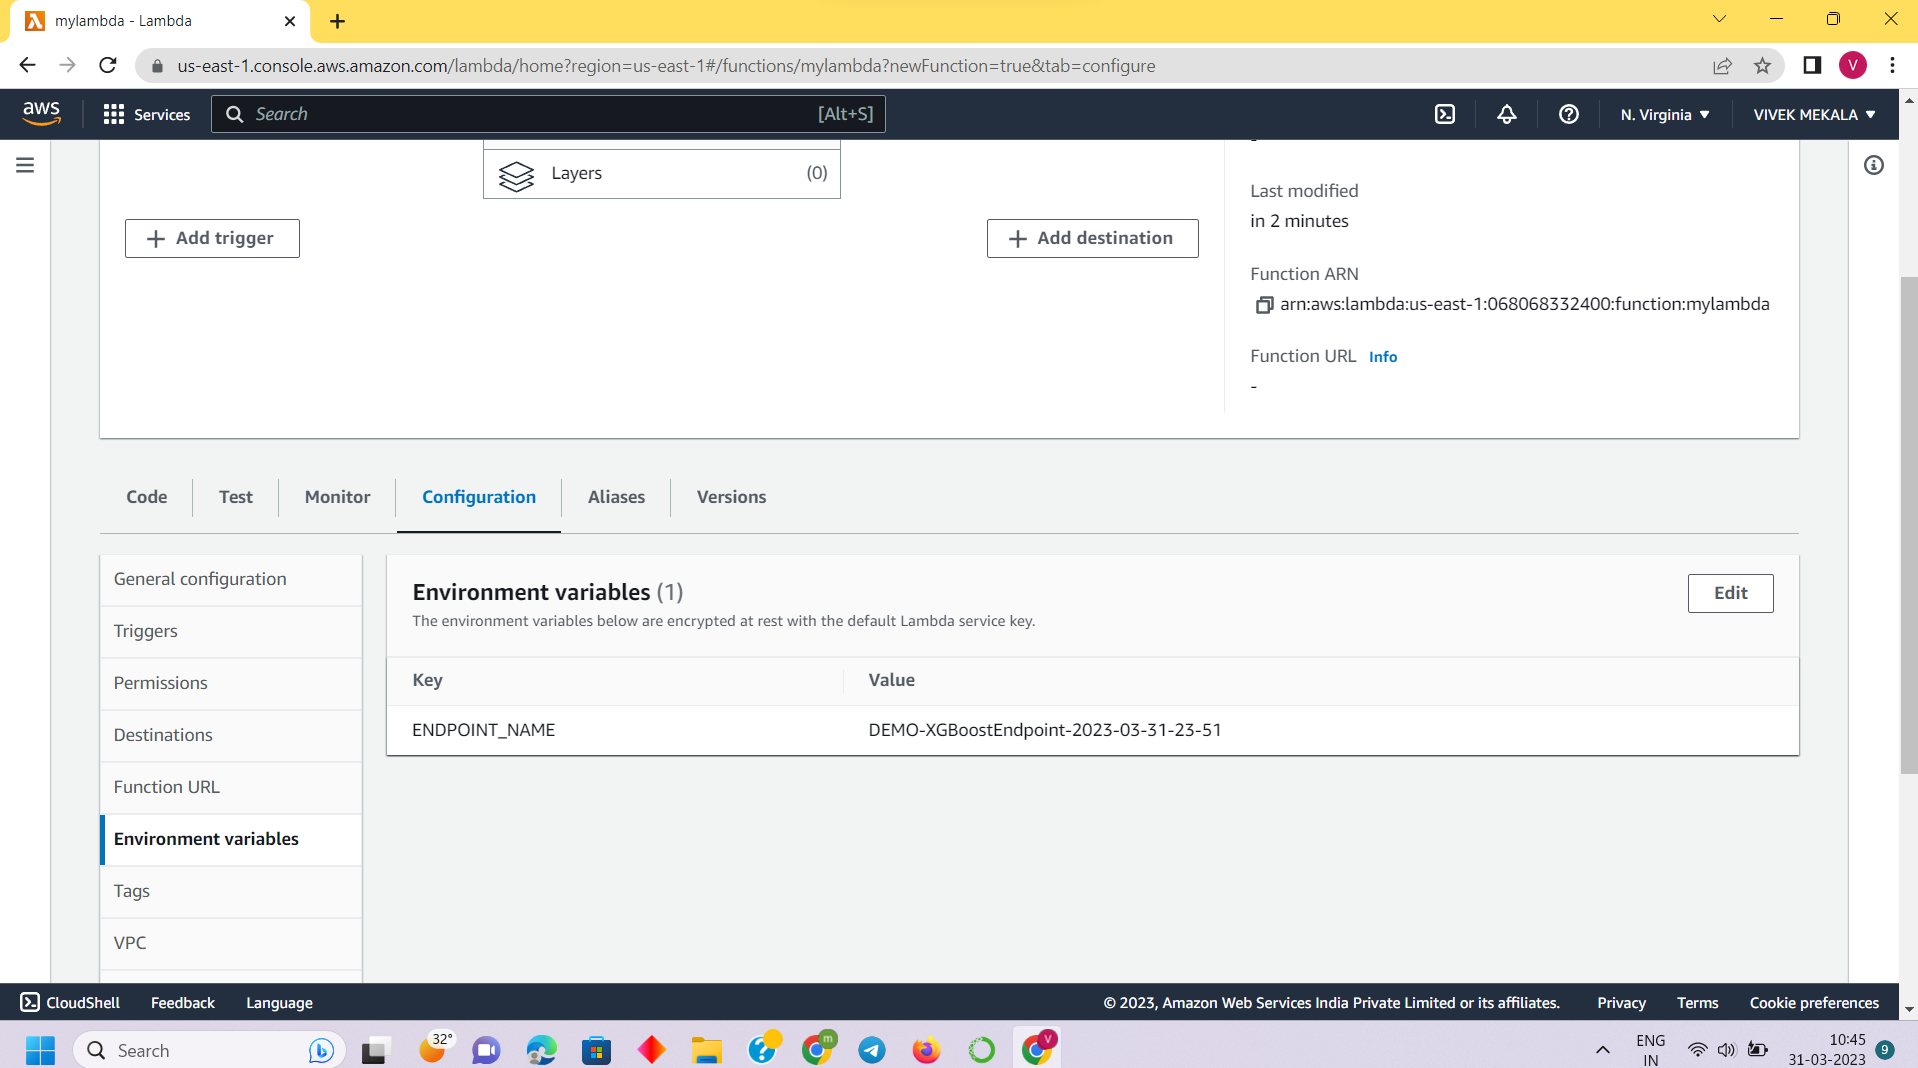 mylambda - Lambda
us-east-1.console.aws.amazon.com/lambda/home?region=us-east-1#/functions/mylambda?newFunction=true&tab=configure
V
aws
Services
Search
[Alt+S]
N. Virginia
VIVEK MEKALA
Layers
(0)
Add trigger
Add destination
Last modified
in 2 minutes
Function ARN
arn:aws:lambda:us-east-1:068068332400:function:mylambda
Function URL Info
-
Code
Test
Monitor
Configuration
Aliases
Versions
General configuration
Triggers
Permissions
Destinations
Function URL
Environment variables
Tags
VPC
Environment variables (1)
Edit
The environment variables below are encrypted at rest with the default Lambda service key.
Key
Value
ENDPOINT_NAME
DEMO-XGBoostEndpoint-2023-03-31-23-51
CloudShell
Feedback
Language
© 2023, Amazon Web Services India Private Limited or its affiliates.
Privacy
Terms
Cookie preferences
Search
32°
m
V
ENG
IN
10:45
31-03-2023
9